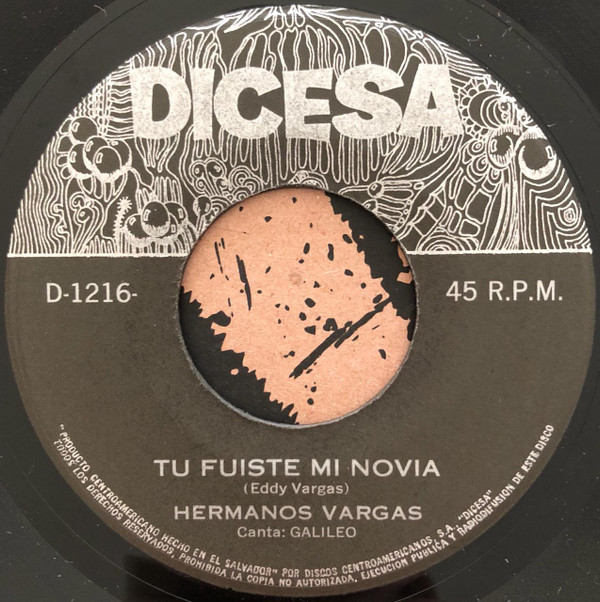 DICESA
D-1216-
45 R.P.M.
TU FUISTE MI NOVIA
(Eddy Vargas)
HERMANOS VARGAS
Canta: GALILEO
"PRODUCTO CENTROAMERICANO HECHO EN EL SALVADOR" POR DISCOS CENTROAMERICANOS, S.A. "DICESA"
TODOS LOS DERECHOS RESERVADOS, PROHIBIDA LA COPIA NO AUTORIZADA, EJECUCION PUBLICA Y RADIODIFUSION DE ESTE DISCO